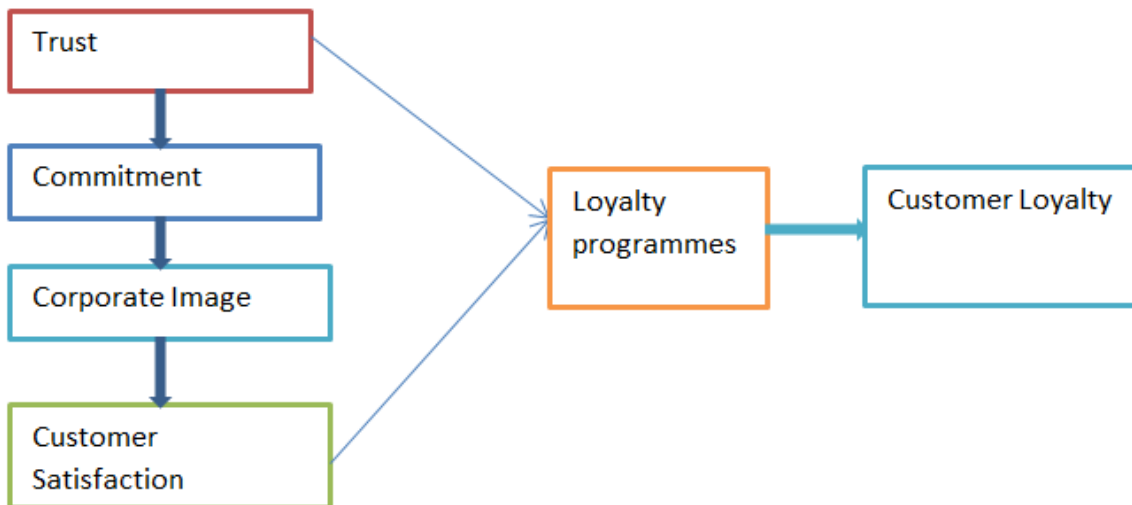 Trust
Commitment
Corporate Image
Customer
Satisfaction
Loyalty
programmes
Customer Loyalty